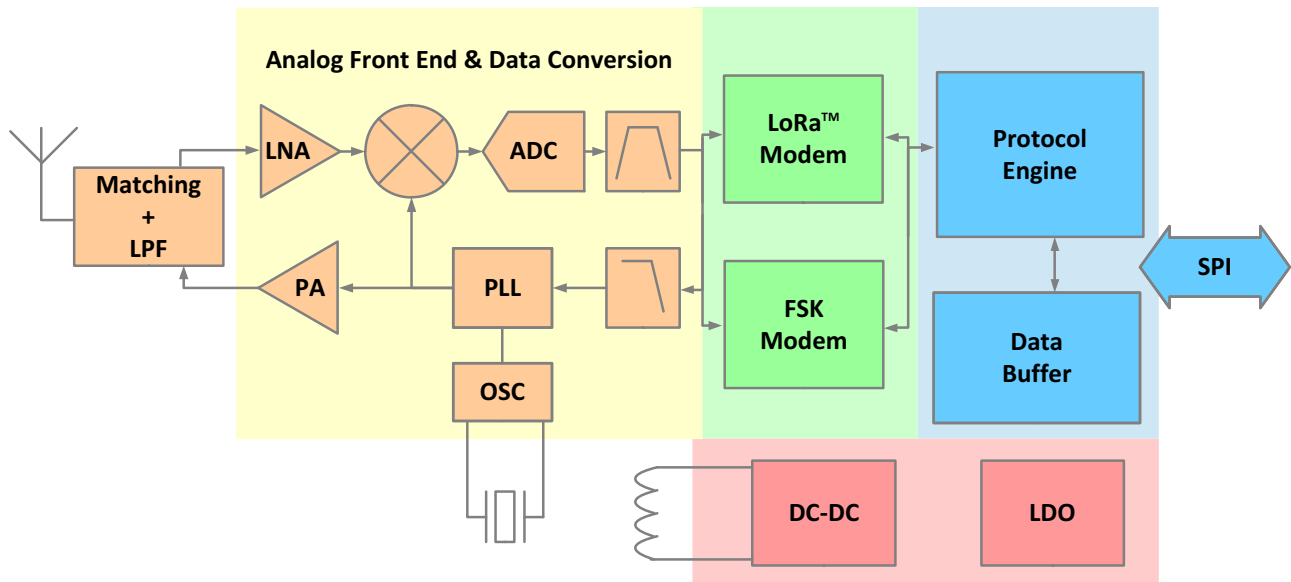 Analog Front End & Data Conversion
LNA
ADC
LoRa™
Modem
Protocol
Engine
Matching
+
LPF
PA
PLL
FSK
Modem
SPI
Data
Buffer
OSC
DC-DC
LDO